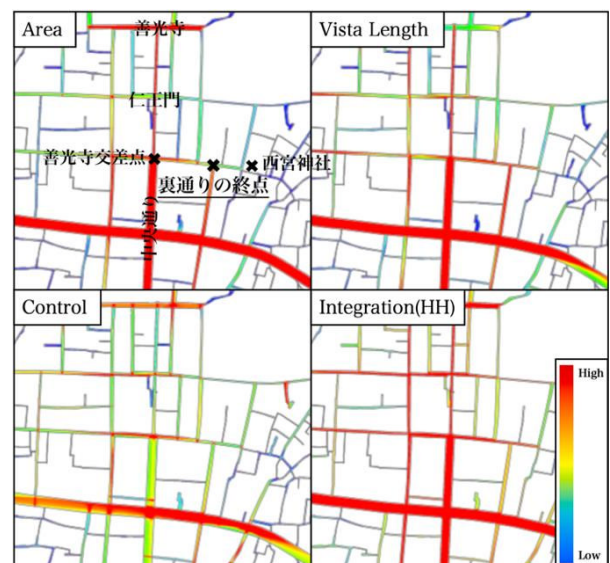 Area
善光寺
仁王門
善光寺交差点
西宮神社
裏通りの終点
中央通り
Vista Length
Control
Integration(HH)
High
Low